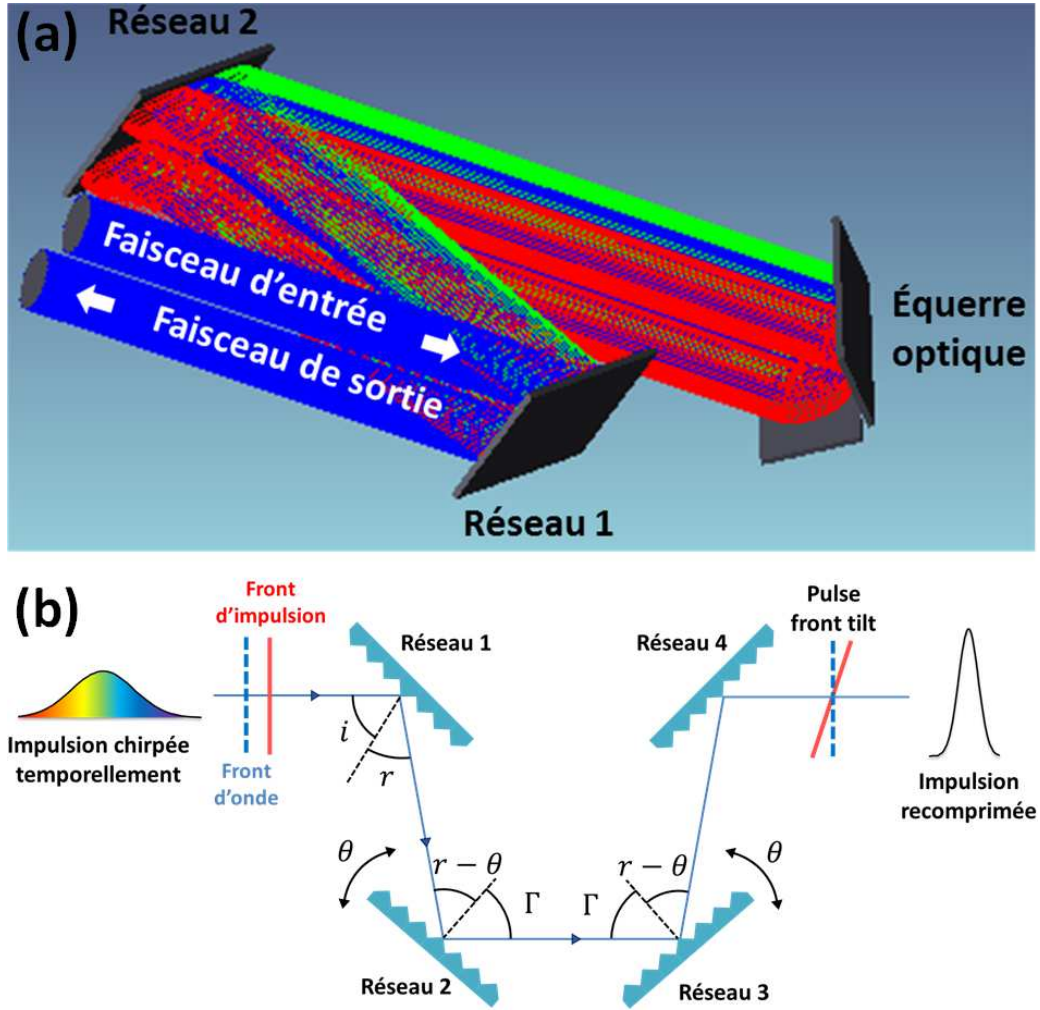 (a)
Réseau 2
Faisceau d'entrée
Faisceau de sortie
Équerre
optique
Réseau 1
(b)
Front
d'impulsion
Réseau 1
Réseau 4
Pulse
front tilt
Impulsion chirpée
temporellement
Front
d'onde
i
r
Impulsion
recomprimée
θ
r − θ
Γ
Γ
r − θ
θ
Réseau 2
Réseau 3